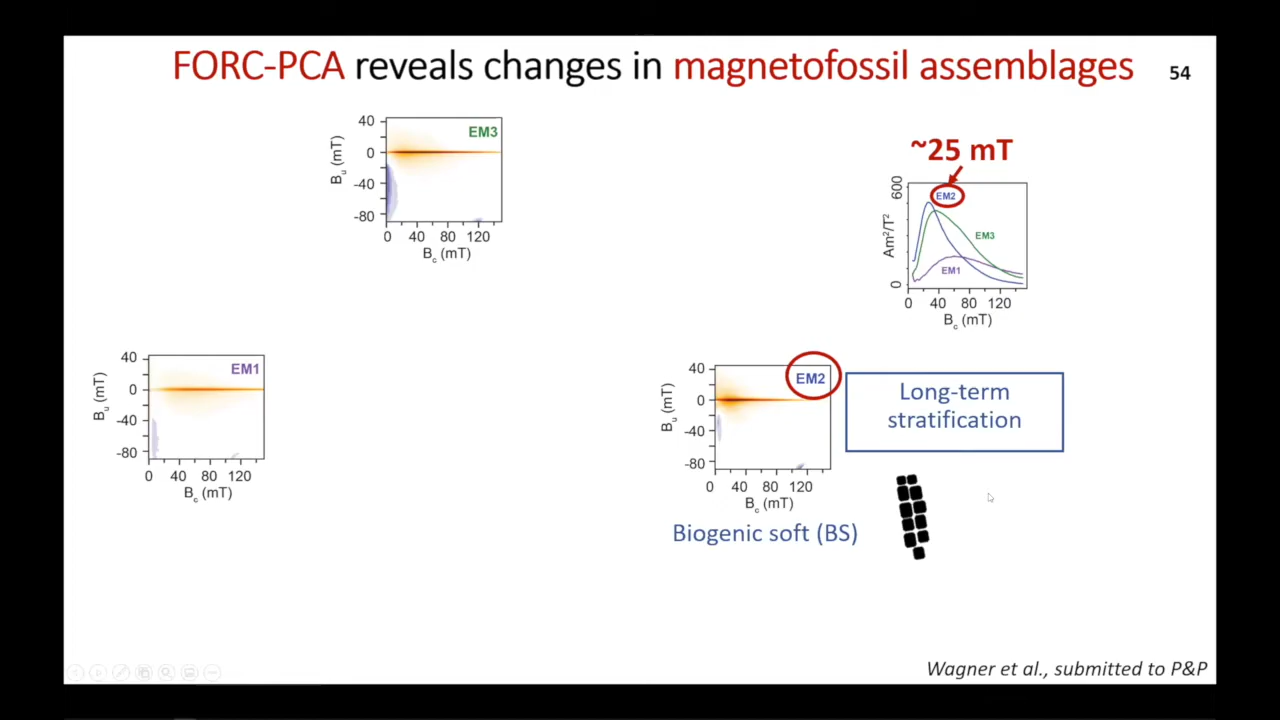 FORC-PCA reveals changes in magnetofossil assemblages
54
40
0
-40
-80
B_u (mT)
EM3
0 40 80 120
B_c (mT)
~25 mT
600
0
Am²/T²
EM2
EM3
EM1
0 40 80 120
B_c (mT)
40
0
-40
-80
B_u (mT)
EM1
0 40 80 120
B_c (mT)
40
0
-40
-80
B_u (mT)
EM2
0 40 80 120
B_c (mT)
Long-term
stratification
Biogenic soft (BS)
Wagner et al., submitted to P&P